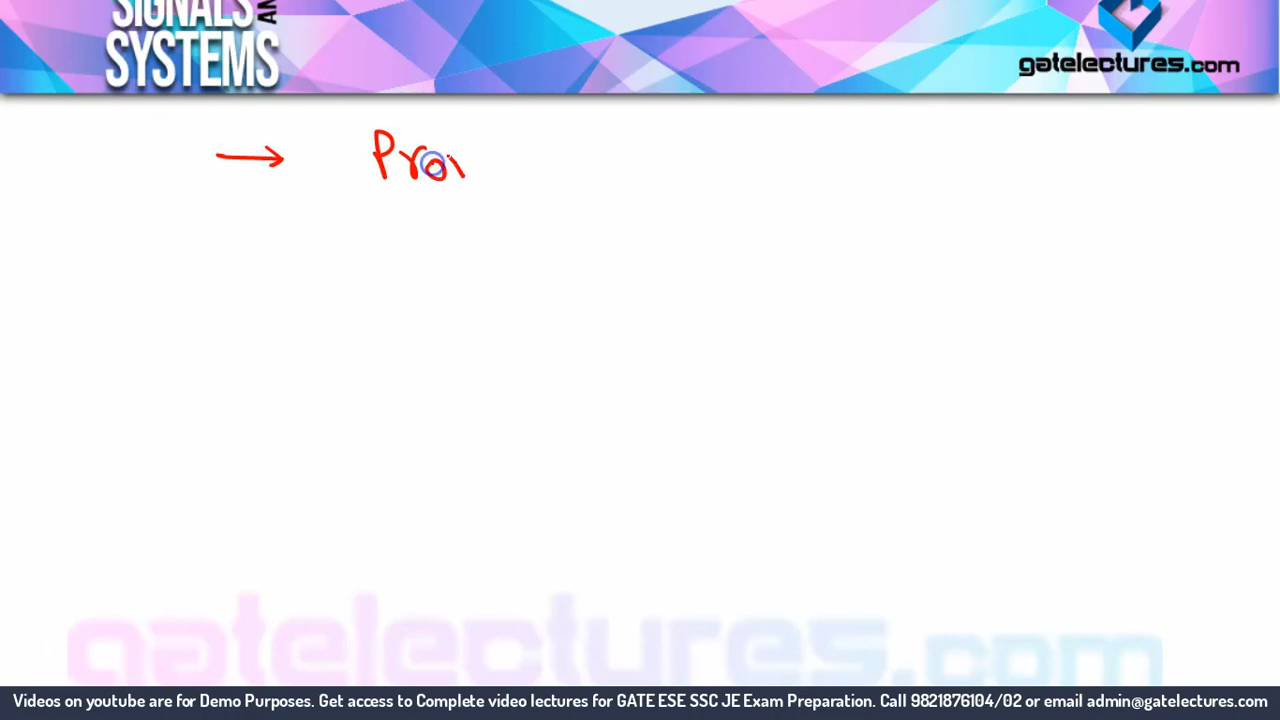 SIGNALS AND
SYSTEMS
gatelectures.com
→ Pro
gatelectures.com
Videos on youtube are for Demo Purposes. Get access to Complete video lectures for GATE ESE SSC JE Exam Preparation. Call 9821876104/02 or email admin@gatelectures.com